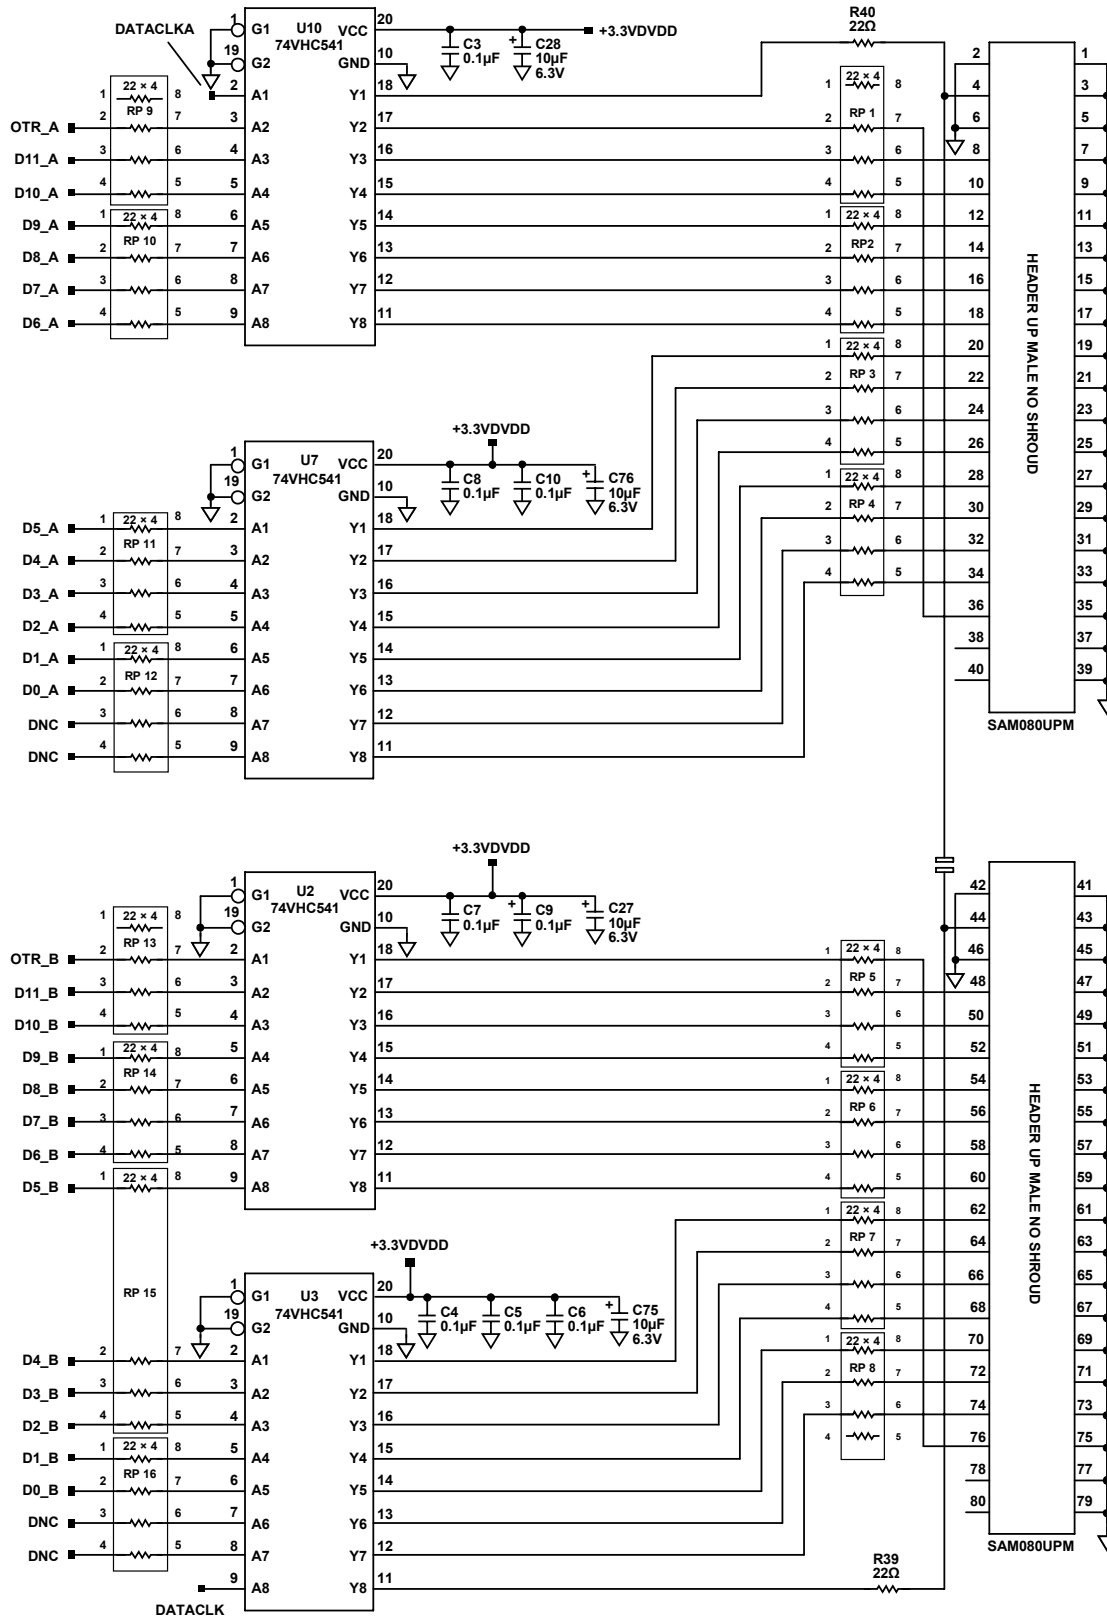 R40
22Ω
DATACLKA
1 G1 U10 VCC 20
74VHC541
19 G2 GND 10
C3
0.1µF
+ C28
10µF
6.3V
+3.3VDVDD
2 A1 Y1 18
OTR_A 3 A2 Y2 17
D11_A 4 A3 Y3 16
D10_A 5 A4 Y4 15
D9_A 6 A5 Y5 14
D8_A 7 A6 Y6 13
D7_A 8 A7 Y7 12
D6_A 9 A8 Y8 11
1 22 × 4 8
2 RP 9 7
3 6
4 5
1 22 × 4 8
2 RP 10 7
3 6
4 5
1 22 × 4 8
2 RP 1 7
3 6
4 5
1 22 × 4 8
2 RP2 7
3 6
4 5
1 22 × 4 8
2 RP 3 7
3 6
4 5
1 22 × 4 8
2 RP 4 7
3 6
4 5
2 1
4 3
6 5
8 7
10 9
12 11
14 13
16 15
18 17
20 19
22 21
24 23
26 25
28 27
30 29
32 31
34 33
36 35
38 37
40 39
HEADER UP MALE NO SHROUD
SAM080UPM
+3.3VDVDD
1 G1 U7 VCC 20
74VHC541
19 G2 GND 10
C8
0.1µF
C10
0.1µF
+ C76
10µF
6.3V
D5_A 2 A1 Y1 18
D4_A 3 A2 Y2 17
D3_A 4 A3 Y3 16
D2_A 5 A4 Y4 15
D1_A 6 A5 Y5 14
D0_A 7 A6 Y6 13
DNC 8 A7 Y7 12
DNC 9 A8 Y8 11
1 22 × 4 8
2 RP 11 7
3 6
4 5
1 22 × 4 8
2 RP 12 7
3 6
4 5
+3.3VDVDD
1 G1 U2 VCC 20
74VHC541
19 G2 GND 10
C7
0.1µF
+ C9
0.1µF
+ C27
10µF
6.3V
OTR_B 2 A1 Y1 18
D11_B 3 A2 Y2 17
D10_B 4 A3 Y3 16
D9_B 5 A4 Y4 15
D8_B 6 A5 Y5 14
D7_B 7 A6 Y6 13
D6_B 8 A7 Y7 12
D5_B 9 A8 Y8 11
1 22 × 4 8
2 RP 13 7
3 6
4 5
1 22 × 4 8
2 RP 14 7
3 6
4 5
1 22 × 4 8
RP 15
2 7
3 6
4 5
1 22 × 4 8
2 RP 5 7
3 6
4 5
1 22 × 4 8
2 RP 6 7
3 6
4 5
1 22 × 4 8
2 RP 7 7
3 6
4 5
1 22 × 4 8
2 RP 8 7
3 6
4 5
42 41
44 43
46 45
48 47
50 49
52 51
54 53
56 55
58 57
60 59
62 61
64 63
66 65
68 67
70 69
72 71
74 73
76 75
78 77
80 79
HEADER UP MALE NO SHROUD
SAM080UPM
+3.3VDVDD
1 G1 U3 VCC 20
74VHC541
19 G2 GND 10
C4
0.1µF
C5
0.1µF
C6
0.1µF
+ C75
10µF
6.3V
D4_B 2 A1 Y1 18
D3_B 3 A2 Y2 17
D2_B 4 A3 Y3 16
D1_B 5 A4 Y4 15
D0_B 6 A5 Y5 14
DNC 7 A6 Y6 13
DNC 8 A7 Y7 12
9 A8 Y8 11
1 22 × 4 8
2 RP 16 7
3 6
4 5
DATACLK
R39
22Ω